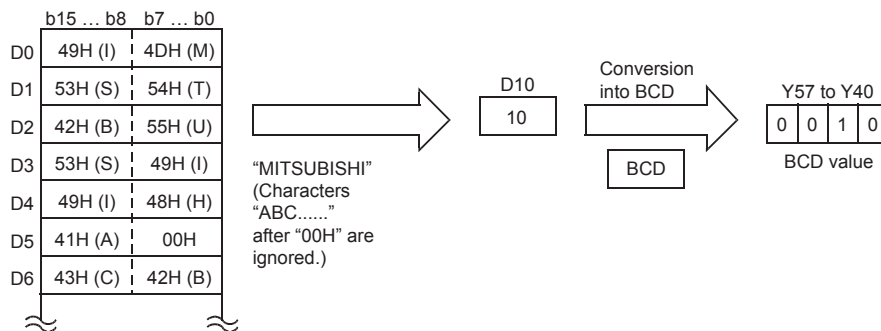 b15 … b8 b7 … b0
D0 49H (I) 4DH (M)
D1 53H (S) 54H (T)
D2 42H (B) 55H (U)
D3 53H (S) 49H (I)
D4 49H (I) 48H (H)
D5 41H (A) 00H
D6 43H (C) 42H (B)
“MITSUBISHI”
(Characters
“ABC......”
after “00H” are
ignored.)
D10
10
Conversion
into BCD
BCD
Y57 to Y40
0 0 1 0
BCD value